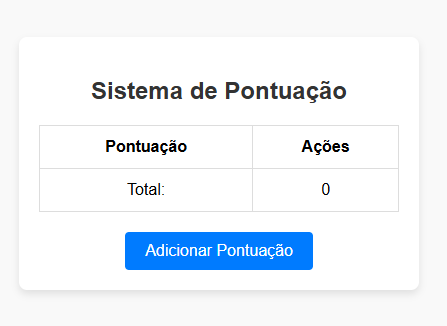 Sistema de Pontuação
Pontuação Ações
Total: 0
Adicionar Pontuação